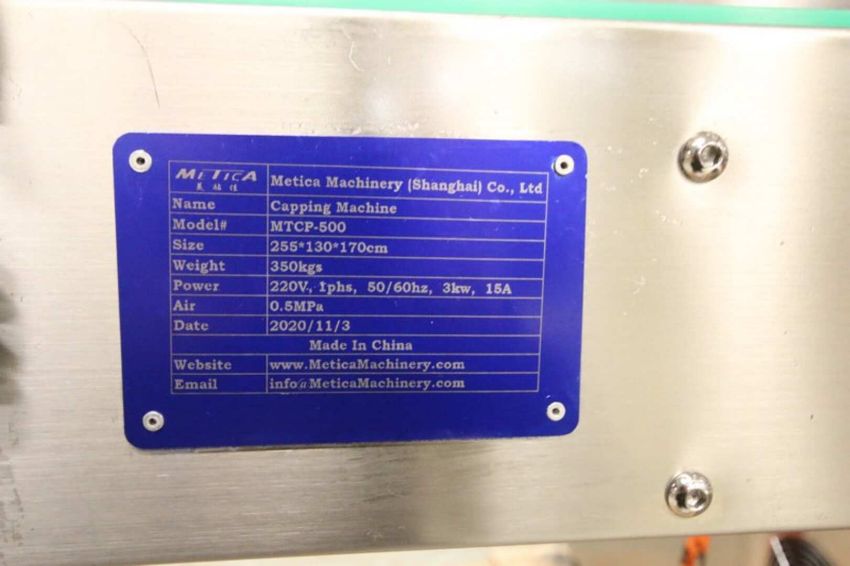 METICA Metica Machinery (Shanghai) Co., Ltd
Name Capping Machine
Model# MTCP-500
Size 255*130*170cm
Weight 350kgs
Power 220V, 1phs, 50/60hz, 3kw, 15A
Air 0.5MPa
Date 2020/11/3
Made In China
Website www.MeticaMachinery.com
Email info@MeticaMachinery.com